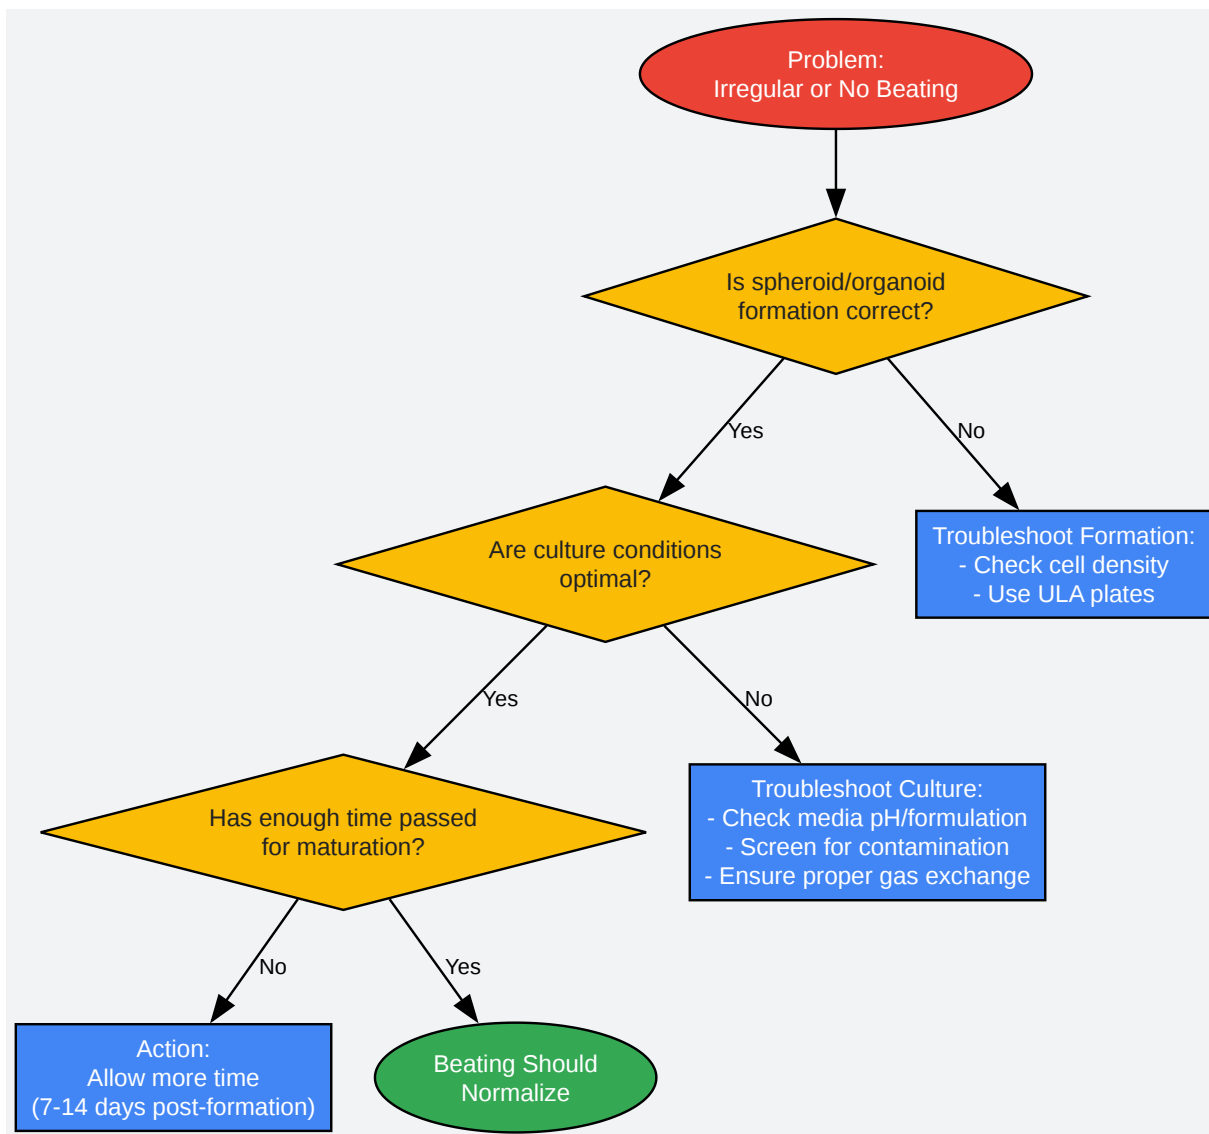 Problem:
Irregular or No Beating
Is spheroid/organoid
formation correct?
Yes
No
Are culture conditions
optimal?
Troubleshoot Formation:
- Check cell density
- Use ULA plates
Yes
No
Has enough time passed
for maturation?
Troubleshoot Culture:
- Check media pH/formulation
- Screen for contamination
- Ensure proper gas exchange
No
Yes
Action:
Allow more time
(7-14 days post-formation)
Beating Should
Normalize